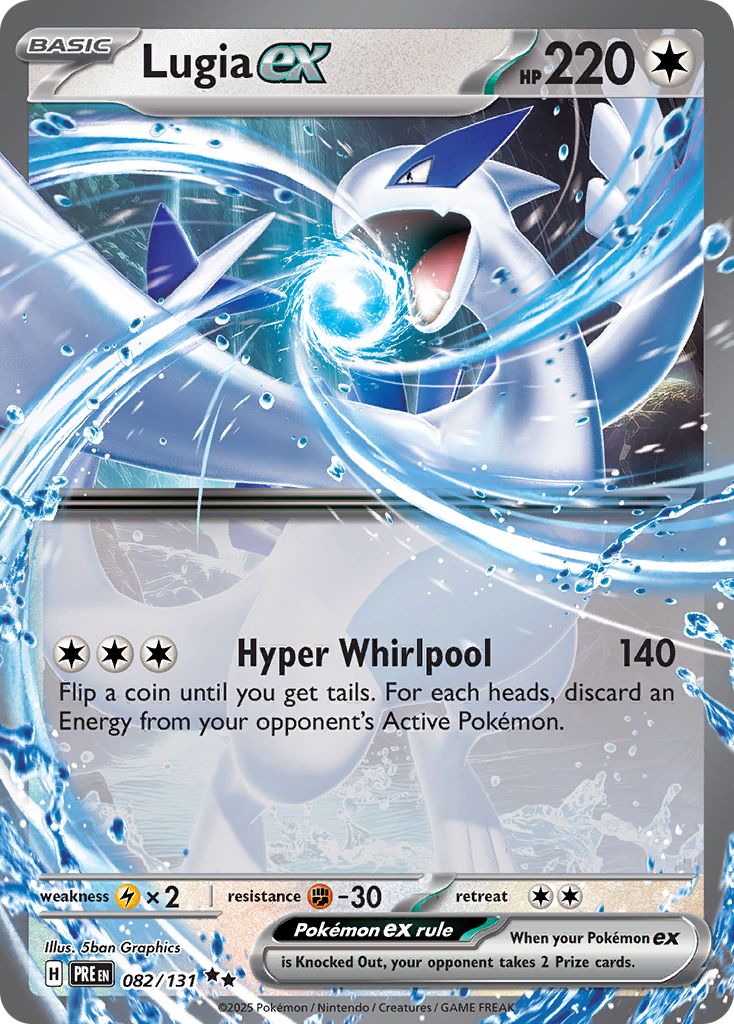 BASIC
Lugia ex
HP 220
Hyper Whirlpool 140
Flip a coin until you get tails. For each heads, discard an
Energy from your opponent's Active Pokémon.
weakness ×2 resistance -30 retreat
Illus. 5ban Graphics
Pokémon ex rule
When your Pokémon ex
is Knocked Out, your opponent takes 2 Prize cards.
H PRE EN 082/131
©2025 Pokémon / Nintendo / Creatures / GAME FREAK